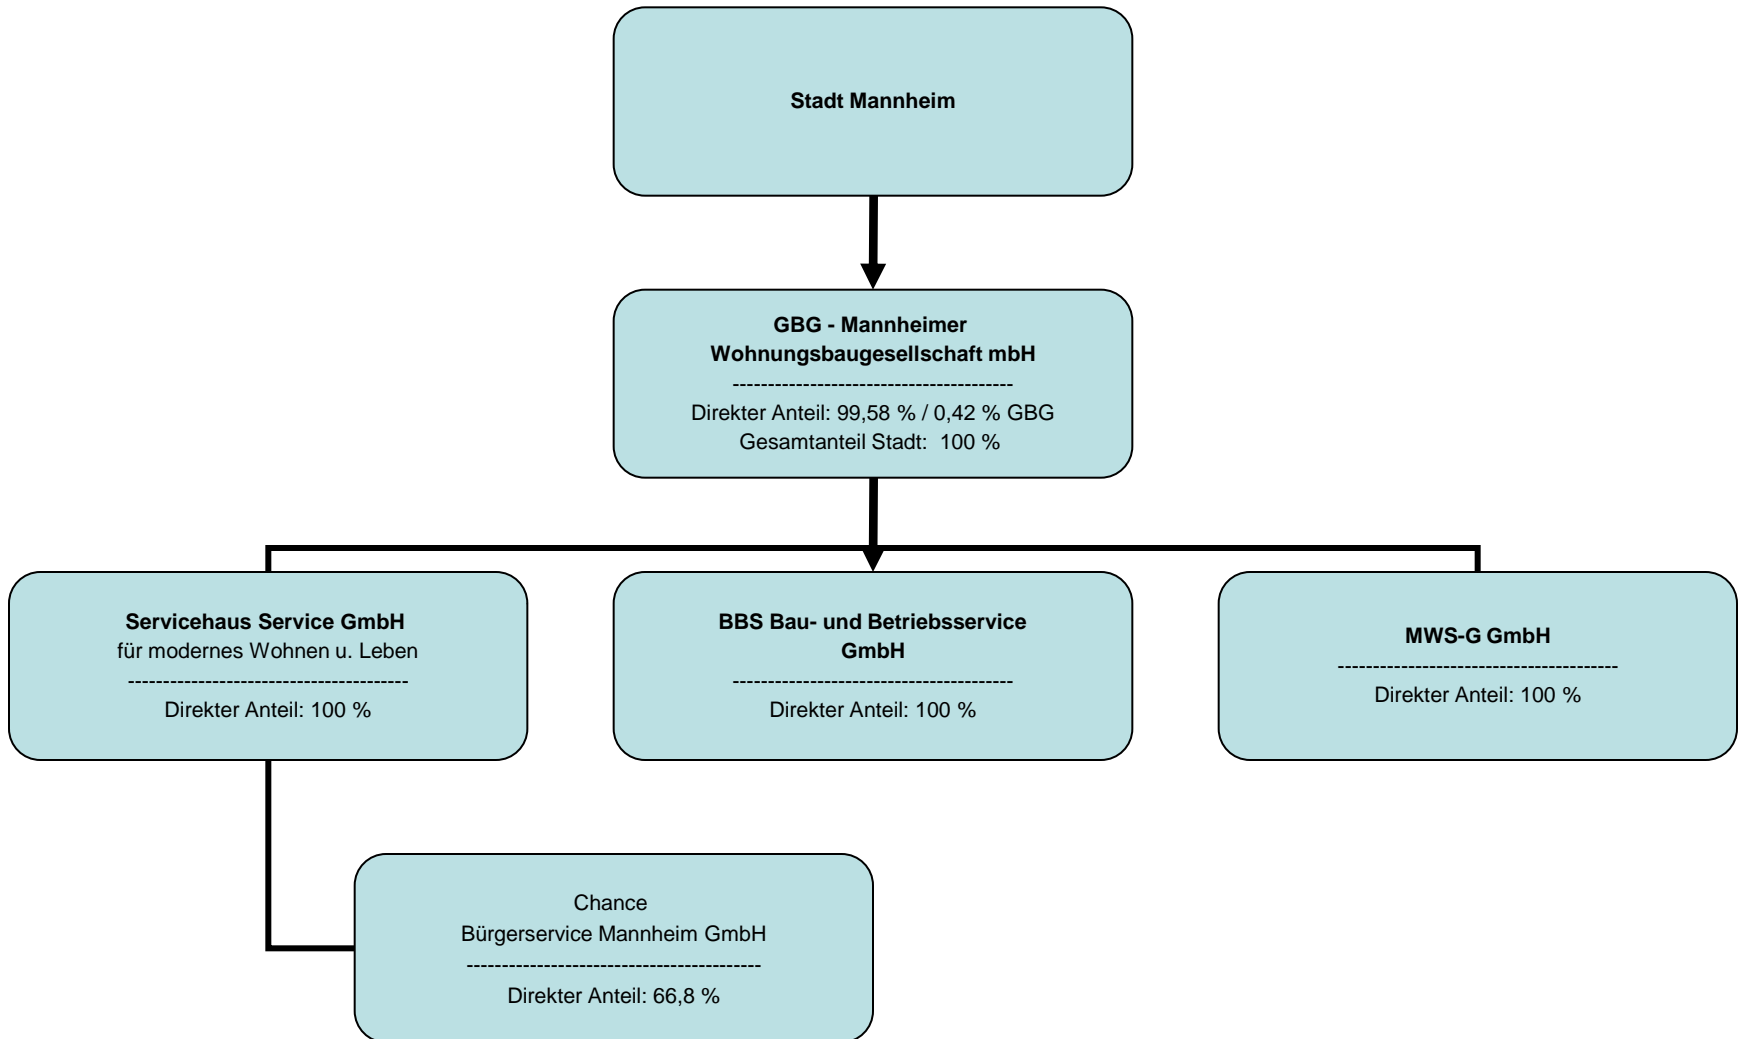 Stadt Mannheim
GBG - Mannheimer
Wohnungsbaugesellschaft mbH
----------------------------------------
Direkter Anteil: 99,58 % / 0,42 % GBG
Gesamtanteil Stadt:  100 %
Servicehaus Service GmbH
für modernes Wohnen u. Leben
----------------------------------------
Direkter Anteil: 100 %
BBS Bau- und Betriebsservice
GmbH
----------------------------------------
Direkter Anteil: 100 %
MWS-G GmbH
----------------------------------------
Direkter Anteil: 100 %
Chance
Bürgerservice Mannheim GmbH
------------------------------------------
Direkter Anteil: 66,8 %